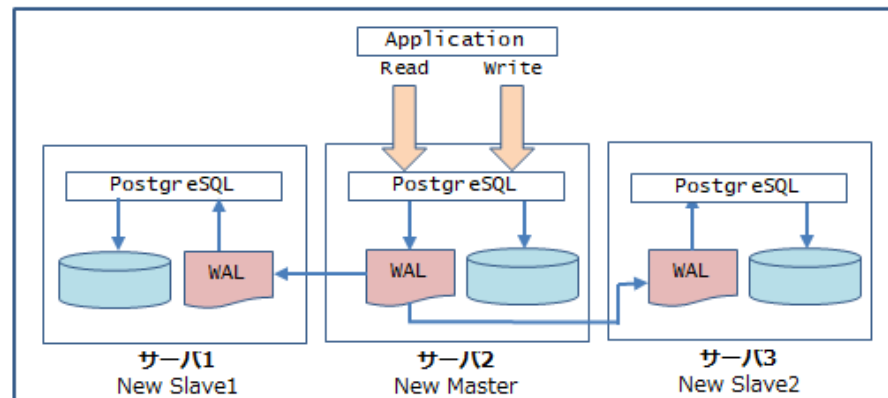 Application
Read Write
PostgreSQL PostgreSQL PostgreSQL
WAL WAL WAL
サーバ1 サーバ2 サーバ3
New Slave1 New Master New Slave2